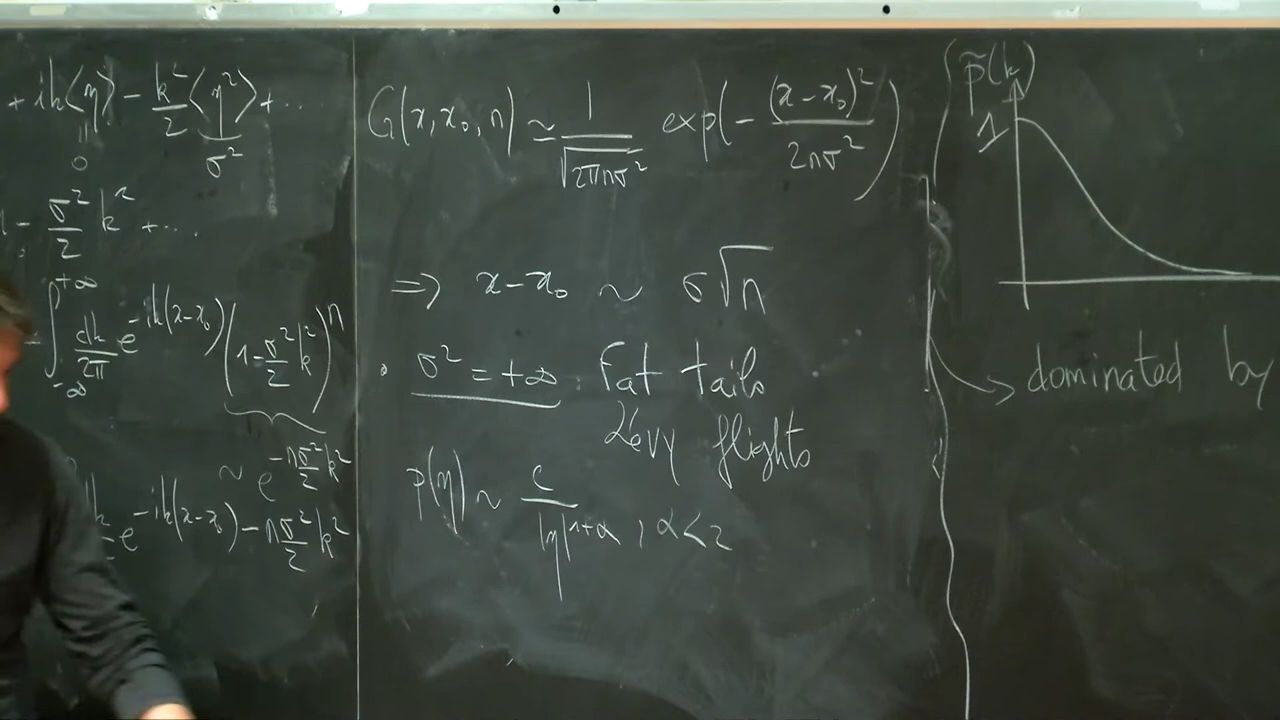 + ik⟨η⟩ − k²/2 ⟨η²⟩ + ...
‖
0
σ²
− σ²/2 k² + ...
∫_{−∞}^{+∞} dk/2π e^{−ik(x−x₀)} (1 − σ²/2 k²)ⁿ
~ e^{−nσ²/2 k²}
e^{−ik(x−x₀) − nσ²/2 k²}
G(x, x₀, n) ≃ 1/√(2πnσ²) exp(− (x−x₀)²/2nσ²)
⇒ x−x₀ ~ σ√n
• σ² = +∞ : Fat tails
Lévy flights
p(η) ~ c/|η|^{1+α} , α<2
p̃(k)
1
→ dominated by